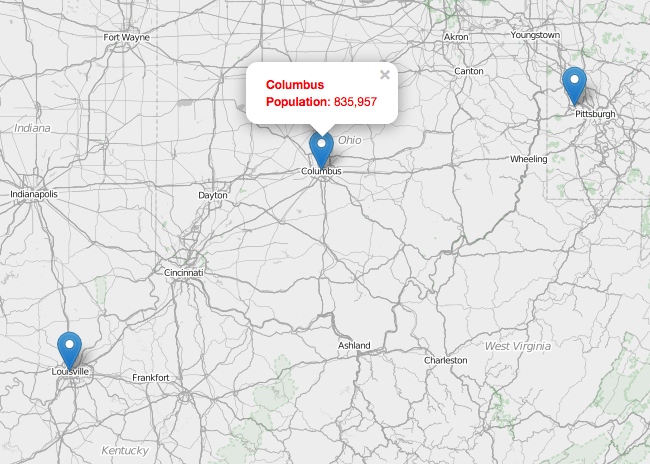 Fort Wayne
Akron
Youngstown
Canton
Columbus
×
Population: 835,957
Pittsburgh
Indiana
Ohio
Wheeling
Columbus
Indianapolis
Dayton
Cincinnati
Ashland
West Virginia
Charleston
Louisville
Frankfort
Kentucky